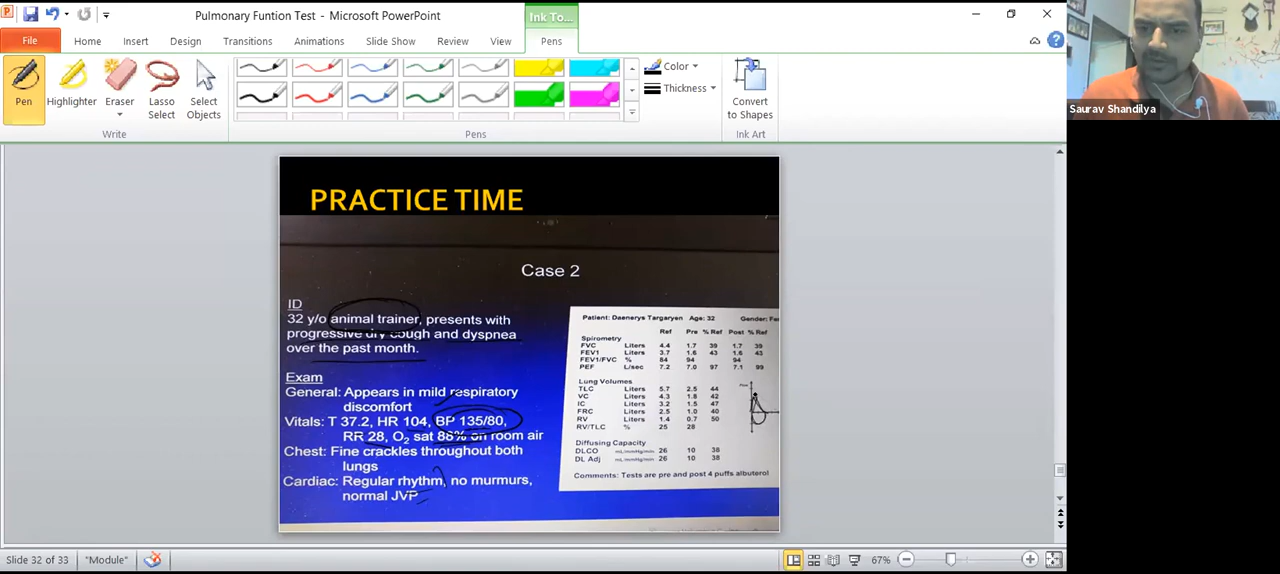 Pulmonary Funtion Test - Microsoft PowerPoint
Ink To...
File Home Insert Design Transitions Animations Slide Show Review View Pens
Pen Highlighter Eraser Lasso Select Select Objects
Write
Pens
Color
Thickness
Convert to Shapes
Ink Art
Saurav Shandilya
PRACTICE TIME
Case 2
ID
32 y/o animal trainer, presents with
progressive dry cough and dyspnea
over the past month.
Exam
General: Appears in mild respiratory
discomfort
Vitals: T 37.2, HR 104, BP 135/80,
RR 28, O2 sat 88% on room air
Chest: Fine crackles throughout both
lungs
Cardiac: Regular rhythm, no murmurs,
normal JVP
Patient: Daenerys Targaryen Age: 32 Gender: Fe
Ref Pre % Ref Post % Ref
Spirometry
FVC Liters 4.4 1.7 39 1.7 39
FEV1 Liters 3.7 1.6 43 1.6 43
FEV1/FVC % 84 94 94
PEF L/sec 7.2 7.0 97 7.1 99
Lung Volumes
TLC Liters 5.7 2.5 44
VC Liters 4.3 1.8 42
IC Liters 3.2 1.5 47
FRC Liters 2.5 1.0 40
RV Liters 1.4 0.7 50
RV/TLC % 25 28
Diffusing Capacity
DLCO mL/mmHg/min 26 10 38
DL Adj mL/mmHg/min 26 10 38
Comments: Tests are pre and post 4 puffs albuterol
Slide 32 of 33 "Module" 67%